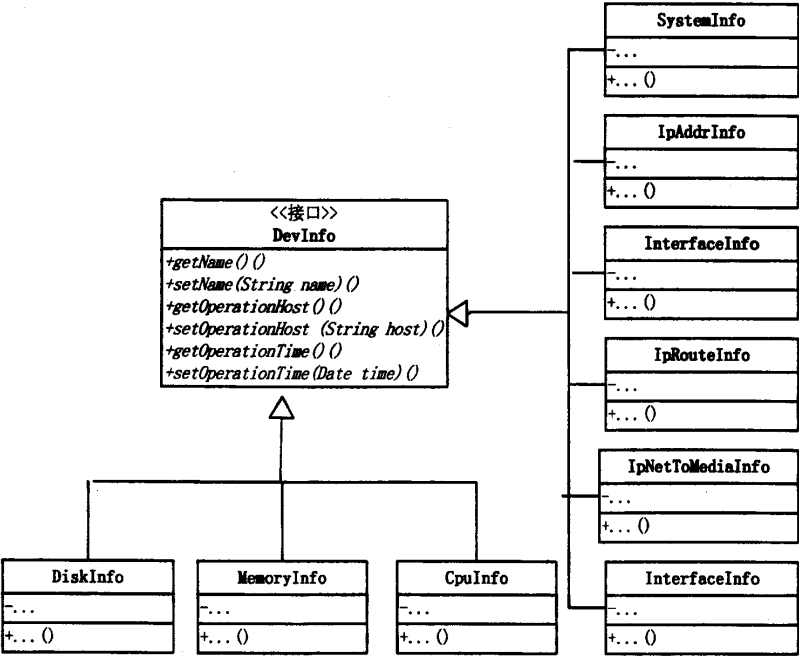 SystemInfo
-...
+...()
IpAddrInfo
-...
+...()
<<接口>>
DevInfo
+getName()()
+setName(String name)()
+getOperationHost()()
+setOperationHost (String host)()
+getOperationTime()()
+setOperationTime(Date time)()
InterfaceInfo
-...
+...()
IpRouteInfo
-...
+...()
IpNetToMediaInfo
-...
+...()
DiskInfo
-...
+...()
MemoryInfo
-...
+...()
CpuInfo
-...
+...()
InterfaceInfo
-...
+...()